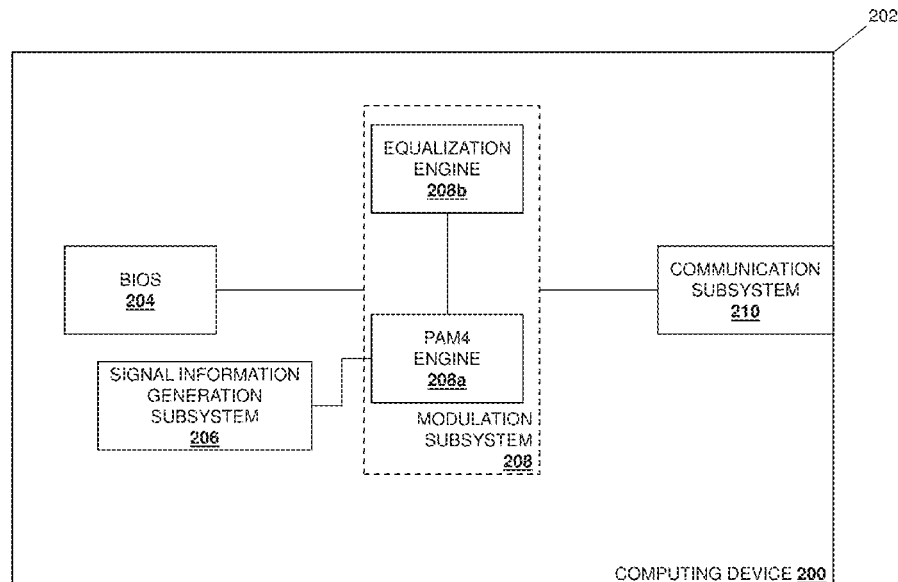 202
EQUALIZATION
ENGINE
208b
BIOS
204
COMMUNICATION
SUBSYSTEM
210
PAM4
ENGINE
208a
SIGNAL INFORMATION
GENERATION
SUBSYSTEM
206
MODULATION
SUBSYSTEM
208
COMPUTING DEVICE 200